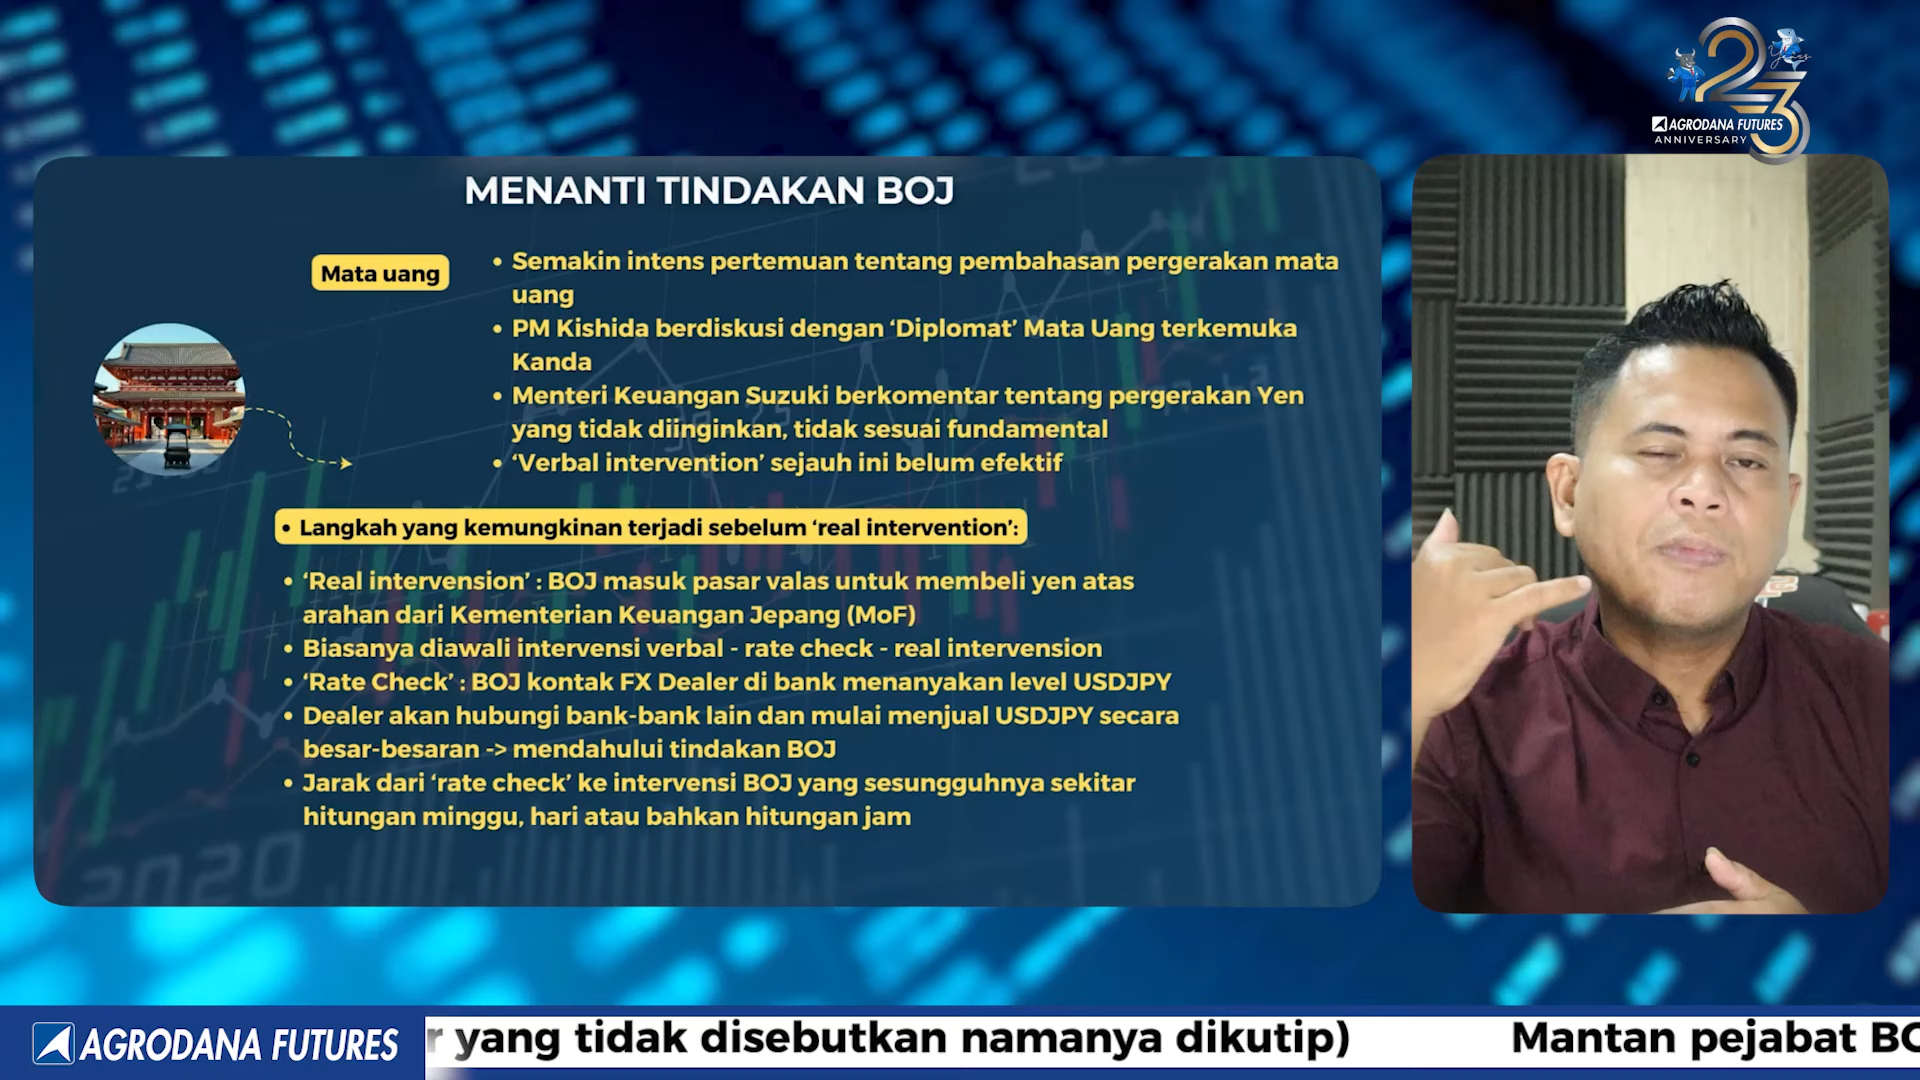 23
Years
AGRODANA FUTURES
ANNIVERSARY
MENANTI TINDAKAN BOJ
Mata uang
• Semakin intens pertemuan tentang pembahasan pergerakan mata
uang
• PM Kishida berdiskusi dengan ‘Diplomat’ Mata Uang terkemuka
Kanda
• Menteri Keuangan Suzuki berkomentar tentang pergerakan Yen
yang tidak diinginkan, tidak sesuai fundamental
• ‘Verbal intervention’ sejauh ini belum efektif
• Langkah yang kemungkinan terjadi sebelum ‘real intervention’:
• ‘Real intervension’ : BOJ masuk pasar valas untuk membeli yen atas
arahan dari Kementerian Keuangan Jepang (MoF)
• Biasanya diawali intervensi verbal - rate check - real intervension
• ‘Rate Check’ : BOJ kontak FX Dealer di bank menanyakan level USDJPY
• Dealer akan hubungi bank-bank lain dan mulai menjual USDJPY secara
besar-besaran -> mendahului tindakan BOJ
• Jarak dari ‘rate check’ ke intervensi BOJ yang sesungguhnya sekitar
hitungan minggu, hari atau bahkan hitungan jam
2020
AGRODANA FUTURES
r yang tidak disebutkan namanya dikutip) Mantan pejabat BO